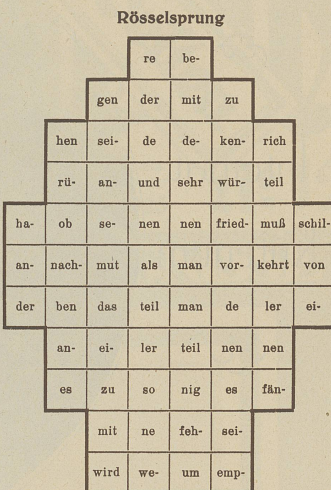 Rösselsprung
re be-
gen der mit zu
hen sei- de de- ken- rich
rü- an- und sehr wür- teil
ha- ob se- nen nen fried- muß schil-
an- nach- mut als man vor- kehrt von
der ben das teil man de ler ei-
an- ei- ler teil nen nen
es zu so nig es fän-
mit ne feh- sei-
wird we- um emp-